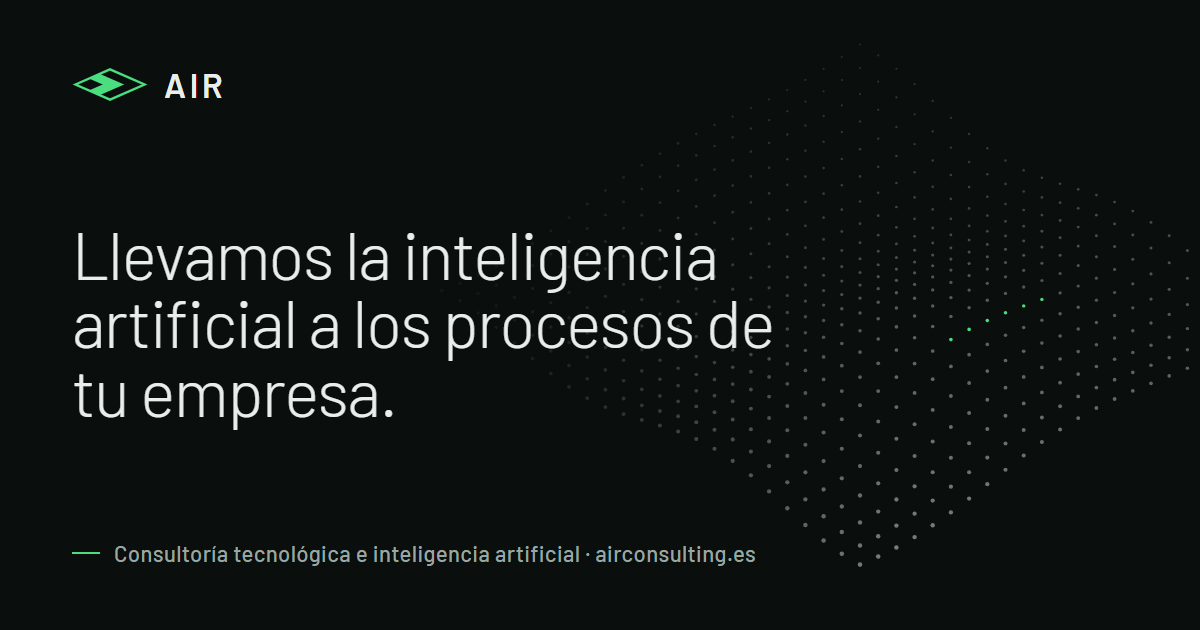 AIR
Llevamos la inteligencia
artificial a los procesos de
tu empresa.
Consultoría tecnológica e inteligencia artificial · airconsulting.es